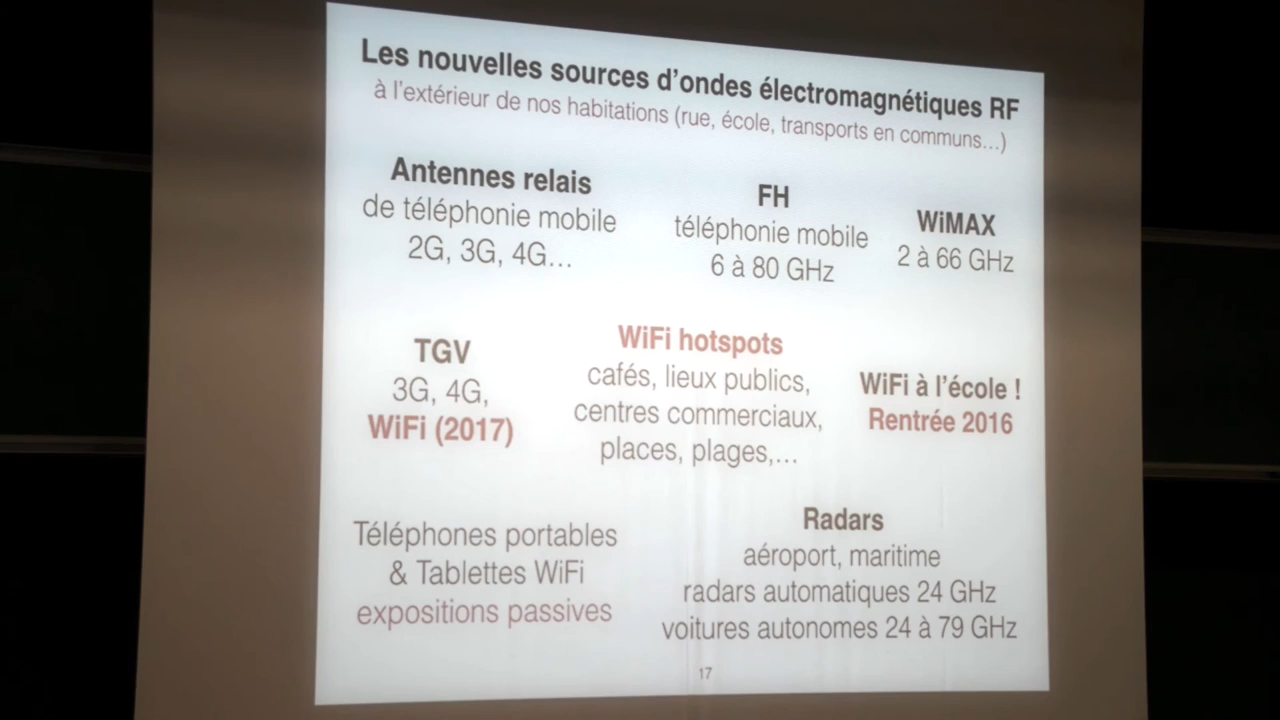 Les nouvelles sources d'ondes électromagnétiques RF
à l'extérieur de nos habitations (rue, école, transports en communs...)
Antennes relais
de téléphonie mobile
2G, 3G, 4G...
FH
téléphonie mobile
6 à 80 GHz
WiMAX
2 à 66 GHz
TGV
3G, 4G,
WiFi (2017)
WiFi hotspots
cafés, lieux publics,
centres commerciaux,
places, plages,...
WiFi à l'école !
Rentrée 2016
Téléphones portables
& Tablettes WiFi
expositions passives
Radars
aéroport, maritime
radars automatiques 24 GHz
voitures autonomes 24 à 79 GHz
17